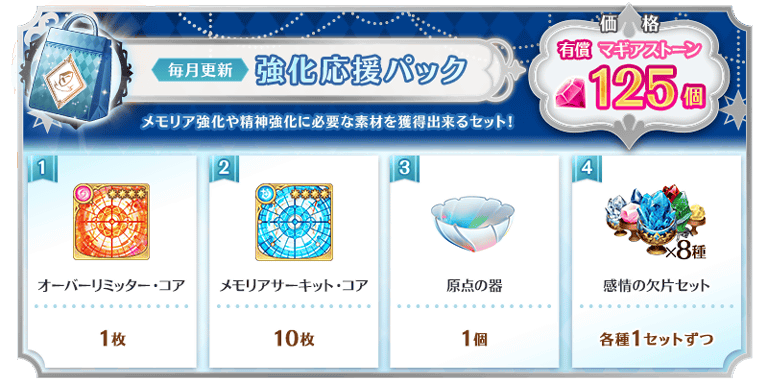 価格
毎月更新 強化応援パック
有償 マギアストーン
125個
メモリア強化や精神強化に必要な素材を獲得出来るセット!
1
オーバーリミッター・コア
1枚
2
メモリアサーキット・コア
10枚
3
原点の器
1個
4
×8種
感情の欠片セット
各種1セットずつ